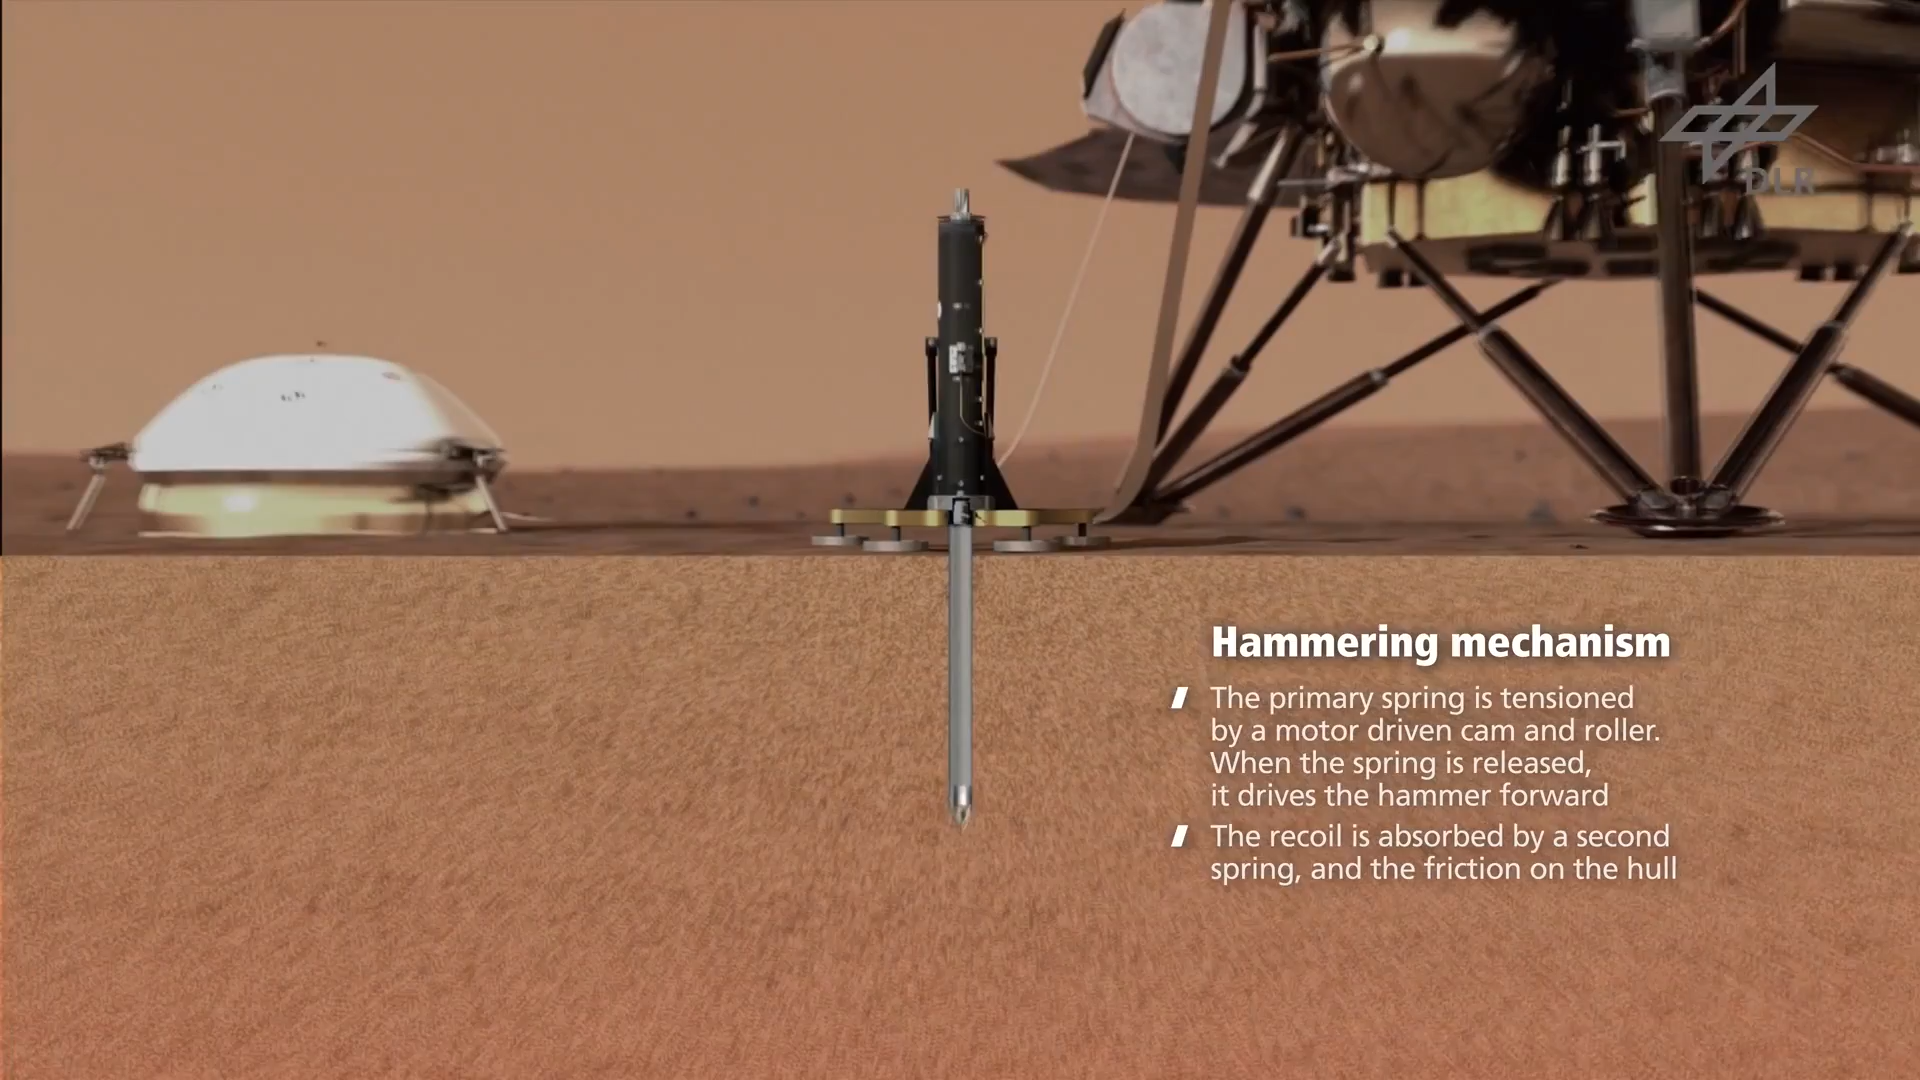 DLR
Hammering mechanism
The primary spring is tensioned
by a motor driven cam and roller.
When the spring is released,
it drives the hammer forward
The recoil is absorbed by a second
spring, and the friction on the hull